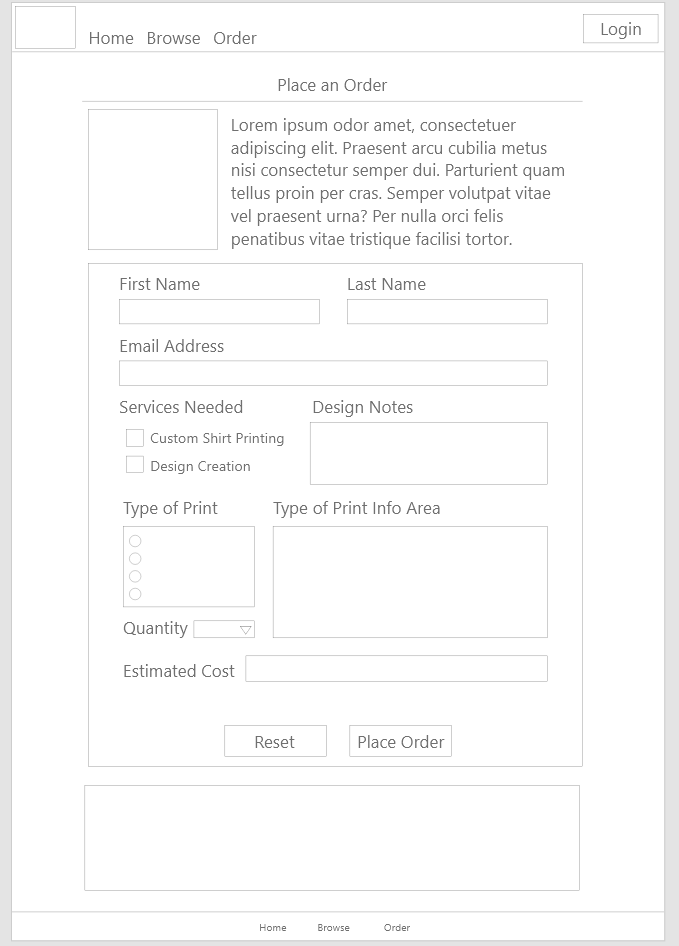 Home Browse Order
Login
Place an Order
Lorem ipsum odor amet, consectetuer
adipiscing elit. Praesent arcu cubilia metus
nisi consectetur semper dui. Parturient quam
tellus proin per cras. Semper volutpat vitae
vel praesent urna? Per nulla orci felis
penatibus vitae tristique facilisi tortor.
First Name Last Name
Email Address
Services Needed Design Notes
Custom Shirt Printing
Design Creation
Type of Print Type of Print Info Area
Quantity
Estimated Cost
Reset Place Order
Home Browse Order